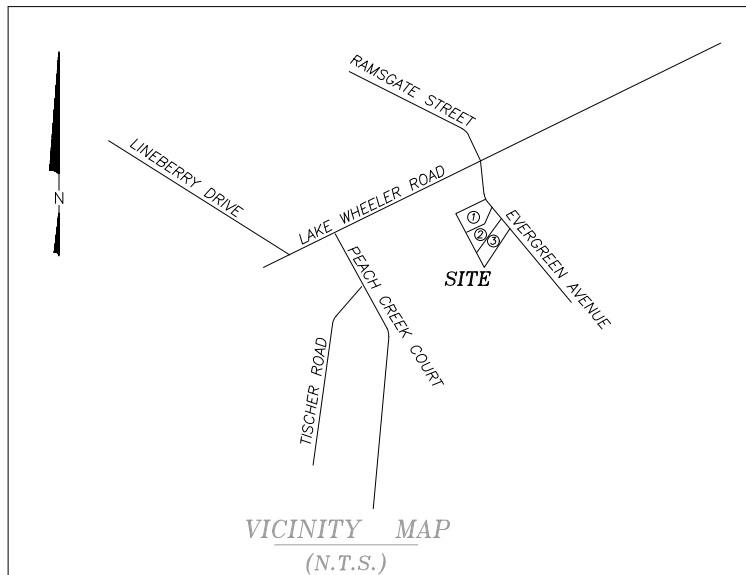 RAMSGATE STREET
LINEBERRY DRIVE
N
LAKE WHEELER ROAD
①
②
③
EVERGREEN AVENUE
SITE
PEACH CREEK COURT
TISCHER ROAD
VICINITY MAP
(N.T.S.)